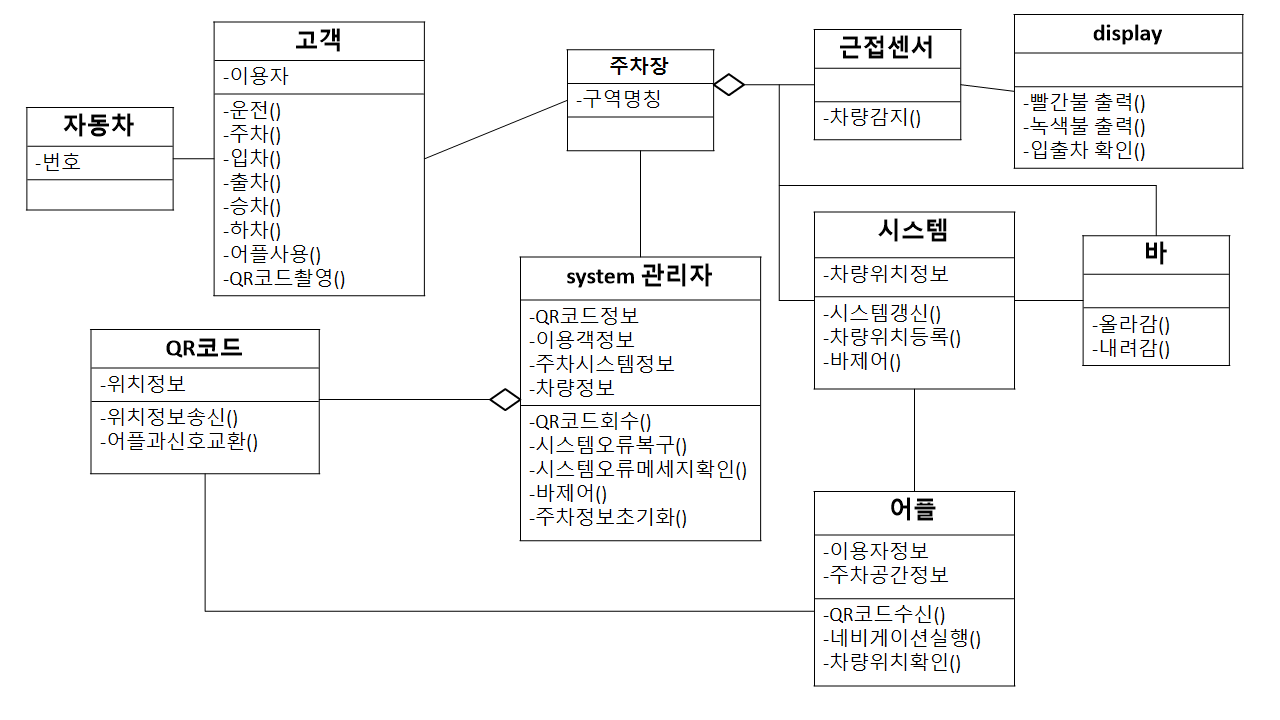 자동차
-번호
고객
-이용자
-운전()
-주차()
-입차()
-출차()
-승차()
-하차()
-어플사용()
-QR코드촬영()
주차장
-구역명칭
근접센서
-차량감지()
display
-빨간불 출력()
-녹색불 출력()
-입출차 확인()
시스템
-차량위치정보
-시스템갱신()
-차량위치등록()
-바제어()
바
-올라감()
-내려감()
system 관리자
-QR코드정보
-이용객정보
-주차시스템정보
-차량정보
-QR코드회수()
-시스템오류복구()
-시스템오류메세지확인()
-바제어()
-주차정보초기화()
QR코드
-위치정보
-위치정보송신()
-어플과신호교환()
어플
-이용자정보
-주차공간정보
-QR코드수신()
-네비게이션실행()
-차량위치확인()